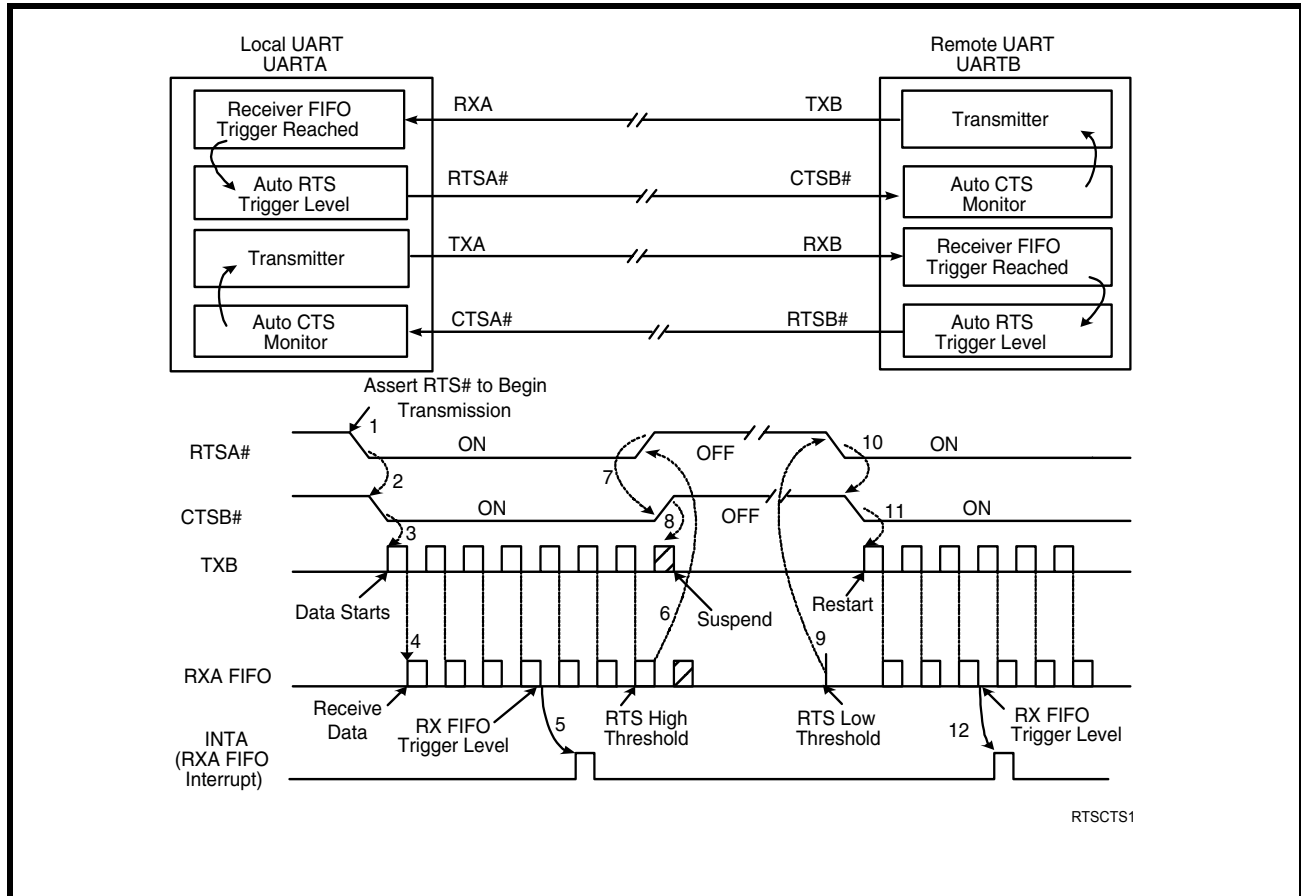 Local UART
UARTA
Remote UART
UARTB
Receiver FIFO
Trigger Reached
RXA
TXB
Transmitter
Auto RTS
Trigger Level
RTSA#
CTSB#
Auto CTS
Monitor
Transmitter
TXA
RXB
Receiver FIFO
Trigger Reached
Auto CTS
Monitor
CTSA#
RTSB#
Auto RTS
Trigger Level
Assert RTS# to Begin
Transmission
RTSA#
1
ON
7
OFF
10
ON
2
CTSB#
ON
8
OFF
11
ON
3
TXB
Data Starts
6
Suspend
Restart
4
9
RXA FIFO
Receive
Data
RX FIFO
Trigger Level
5
RTS High
Threshold
RTS Low
Threshold
12
RX FIFO
Trigger Level
INTA
(RXA FIFO
Interrupt)
RTSCTS1